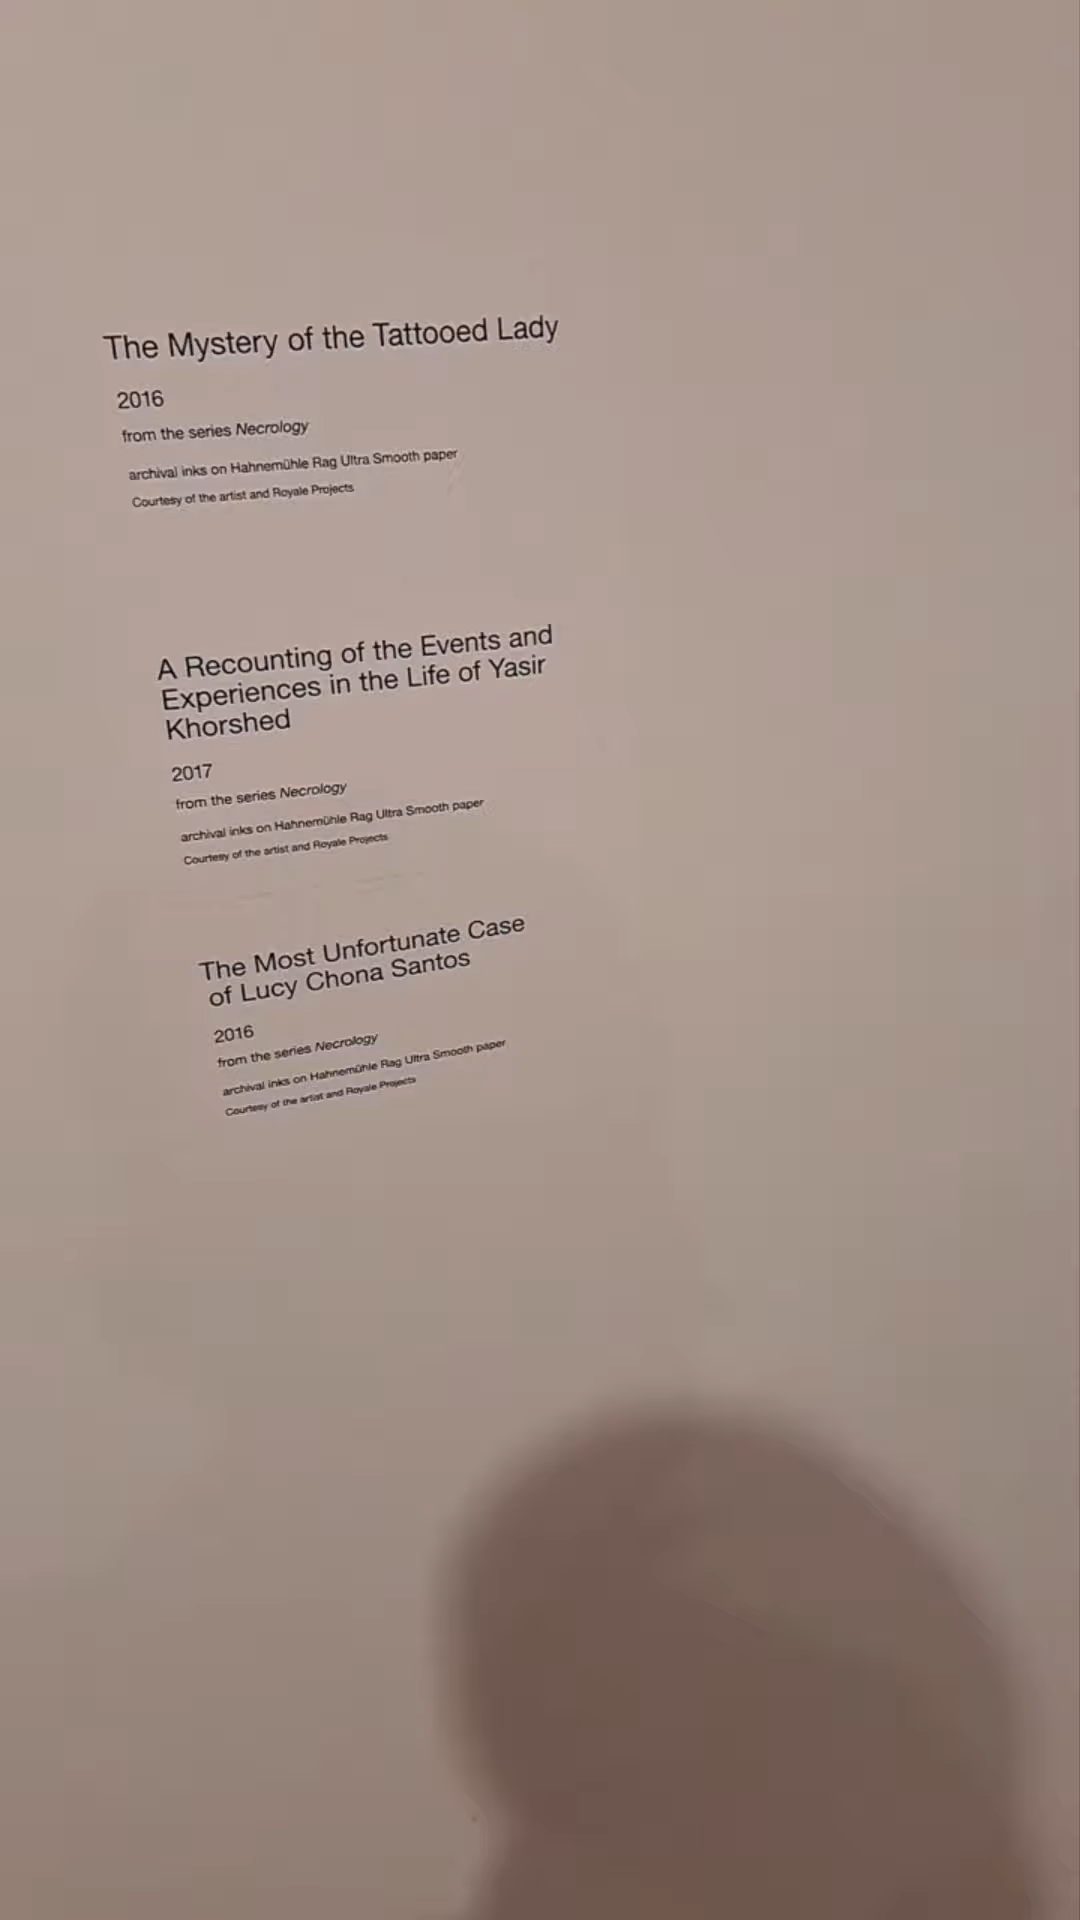 The Mystery of the Tattooed Lady
2016
from the series Necrology
archival inks on Hahnemühle Rag Ultra Smooth paper
Courtesy of the artist and Royale Projects
A Recounting of the Events and
Experiences in the Life of Yasir
Khorshed
2017
from the series Necrology
archival inks on Hahnemühle Rag Ultra Smooth paper
Courtesy of the artist and Royale Projects
The Most Unfortunate Case
of Lucy Chona Santos
2016
from the series Necrology
archival inks on Hahnemühle Rag Ultra Smooth paper
Courtesy of the artist and Royale Projects